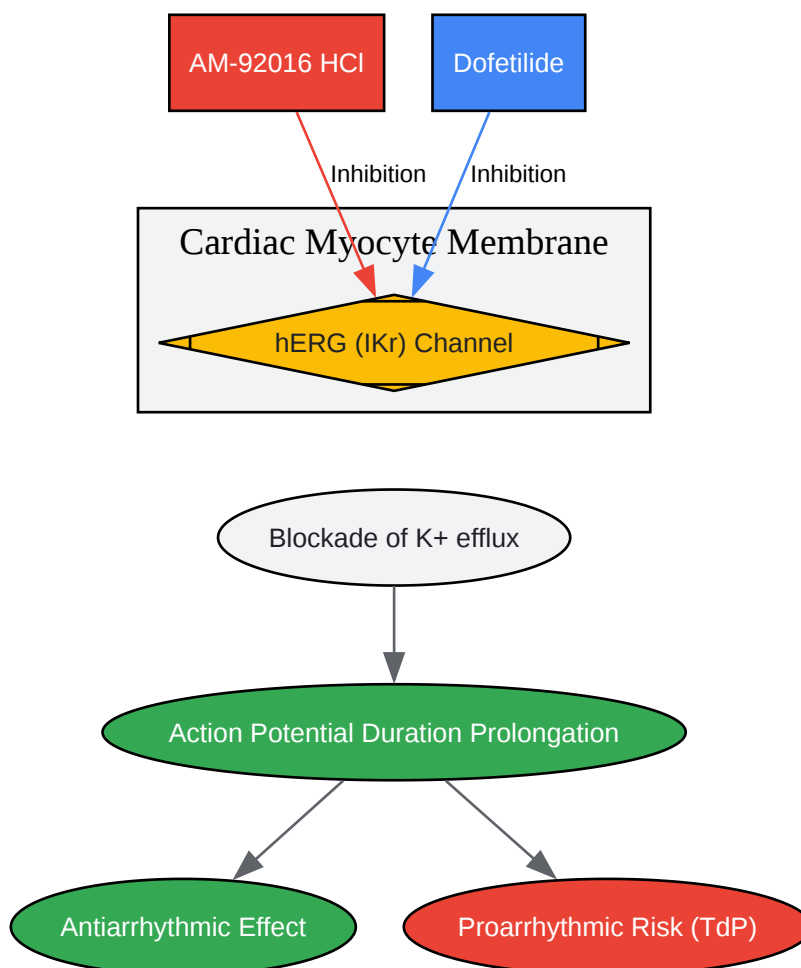 AM-92016 HCl
Dofetilide
Inhibition
Inhibition
Cardiac Myocyte Membrane
hERG (IKr) Channel
Blockade of K+ efflux
Action Potential Duration Prolongation
Antiarrhythmic Effect
Proarrhythmic Risk (TdP)